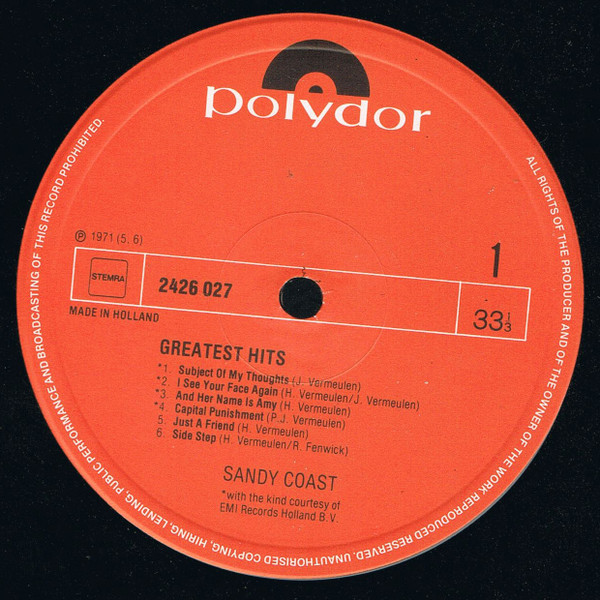 polydor
ALL RIGHTS OF THE PRODUCER AND OF THE OWNER OF THE WORK REPRODUCED RESERVED. UNAUTHORISED COPYING, HIRING, LENDING, PUBLIC PERFORMANCE AND BROADCASTING OF THIS RECORD PROHIBITED.
℗ 1971 (5, 6)
1
STEMRA
2426 027
33 1/3
MADE IN HOLLAND
GREATEST HITS
*1. Subject Of My Thoughts (J. Vermeulen)
*2. I See Your Face Again (H. Vermeulen/J. Vermeulen)
*3. And Her Name Is Amy (H. Vermeulen)
*4. Capital Punishment (P.J. Vermeulen)
5. Just A Friend (H. Vermeulen)
6. Side Step (H. Vermeulen/R. Fenwick)
SANDY COAST
*with the kind courtesy of
EMI Records Holland B.V.